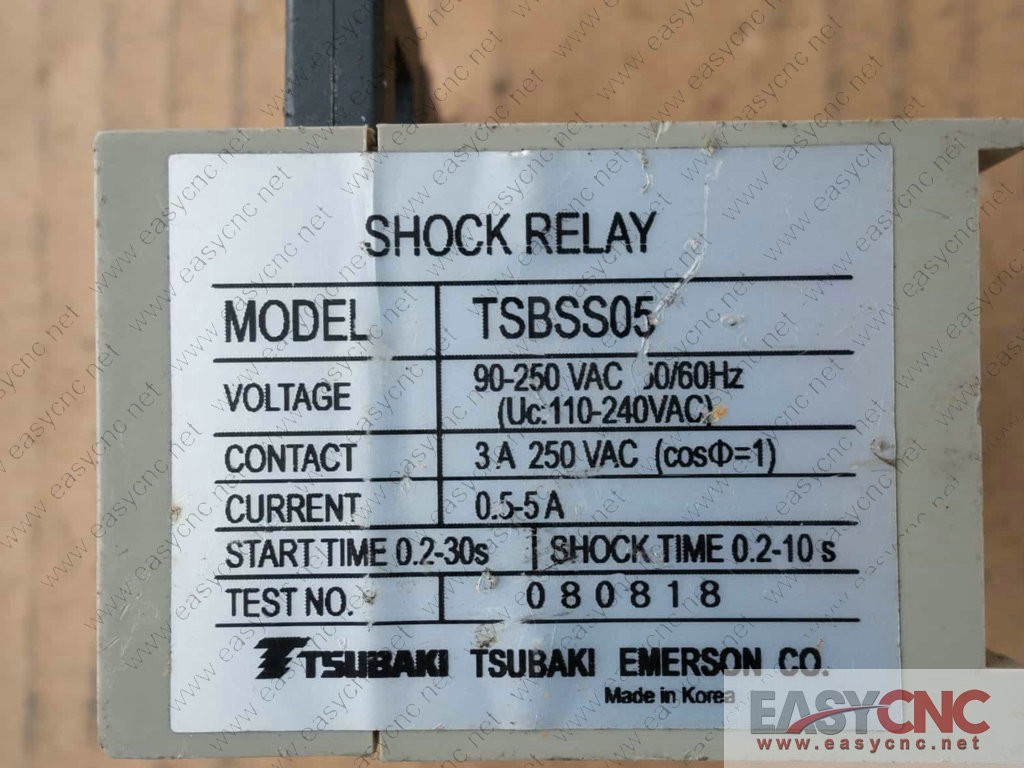 SHOCK RELAY
MODEL TSBSS05
VOLTAGE 90-250 VAC 50/60Hz
(Uc:110-240VAC)
CONTACT 3 A 250 VAC (cosΦ=1)
CURRENT 0.5-5 A
START TIME 0.2-30s SHOCK TIME 0.2-10 s
TEST NO. 080818
TSUBAKI TSUBAKI EMERSON CO.
Made in Korea
EASYCNC
www.easycnc.net